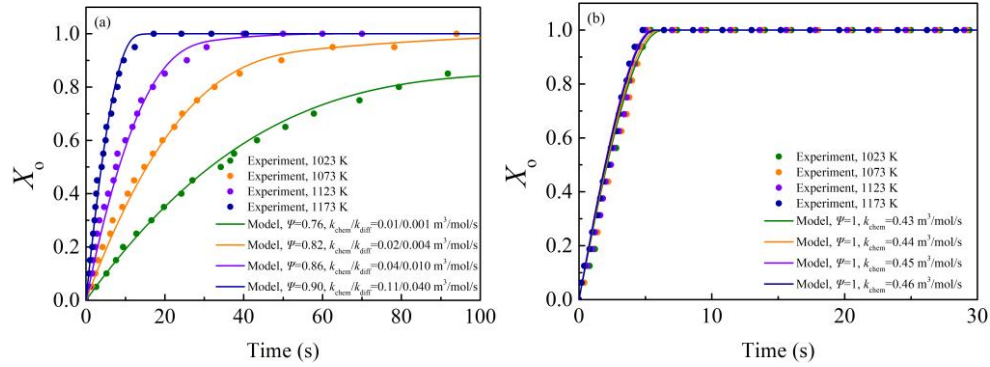 (a)
1.0
0.8
0.6
0.4
0.2
0.0
X_o
Experiment, 1023 K
Experiment, 1073 K
Experiment, 1123 K
Experiment, 1173 K
Model, Ψ=0.76, k_chem/k_diff=0.01/0.001 m³/mol/s
Model, Ψ=0.82, k_chem/k_diff=0.02/0.004 m³/mol/s
Model, Ψ=0.86, k_chem/k_diff=0.04/0.010 m³/mol/s
Model, Ψ=0.90, k_chem/k_diff=0.11/0.040 m³/mol/s
0 20 40 60 80 100
Time (s)
(b)
1.0
0.8
0.6
0.4
0.2
0.0
X_o
Experiment, 1023 K
Experiment, 1073 K
Experiment, 1123 K
Experiment, 1173 K
Model, Ψ=1, k_chem=0.43 m³/mol/s
Model, Ψ=1, k_chem=0.44 m³/mol/s
Model, Ψ=1, k_chem=0.45 m³/mol/s
Model, Ψ=1, k_chem=0.46 m³/mol/s
0 10 20 30
Time (s)